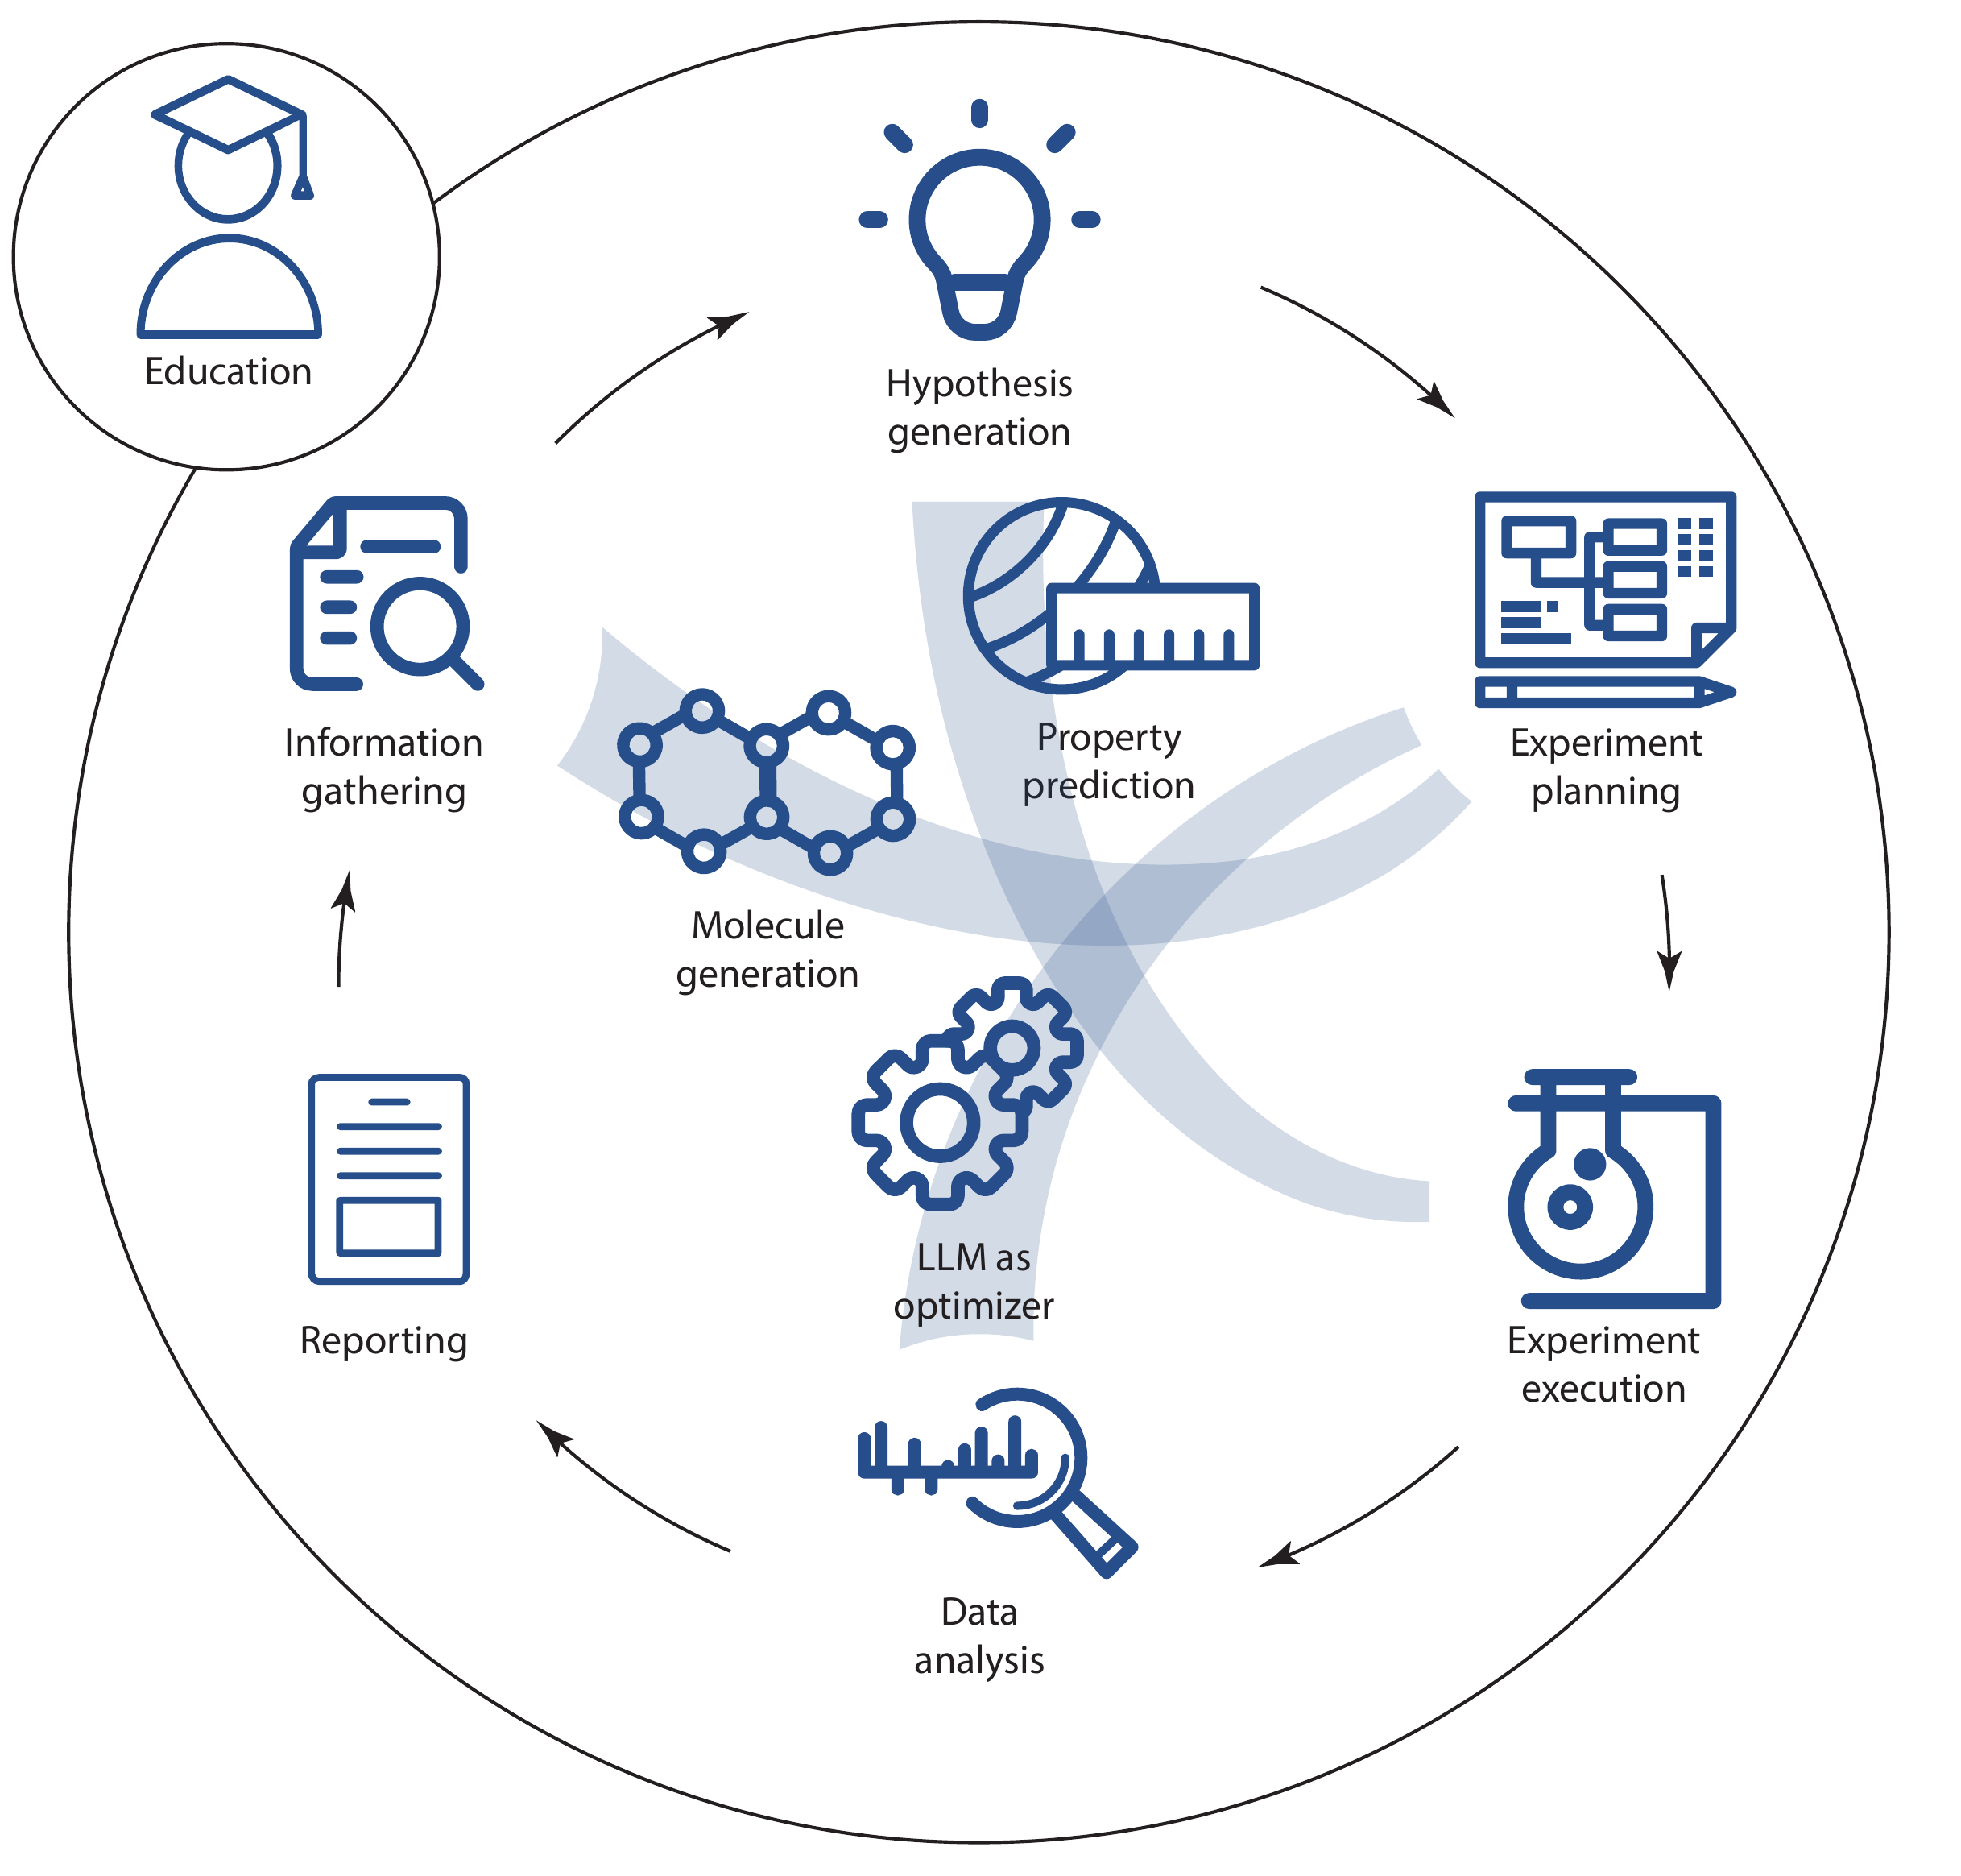 Education
Hypothesis
generation
Information
gathering
Property
prediction
Experiment
planning
Molecule
generation
LLM as
optimizer
Reporting
Experiment
execution
Data
analysis